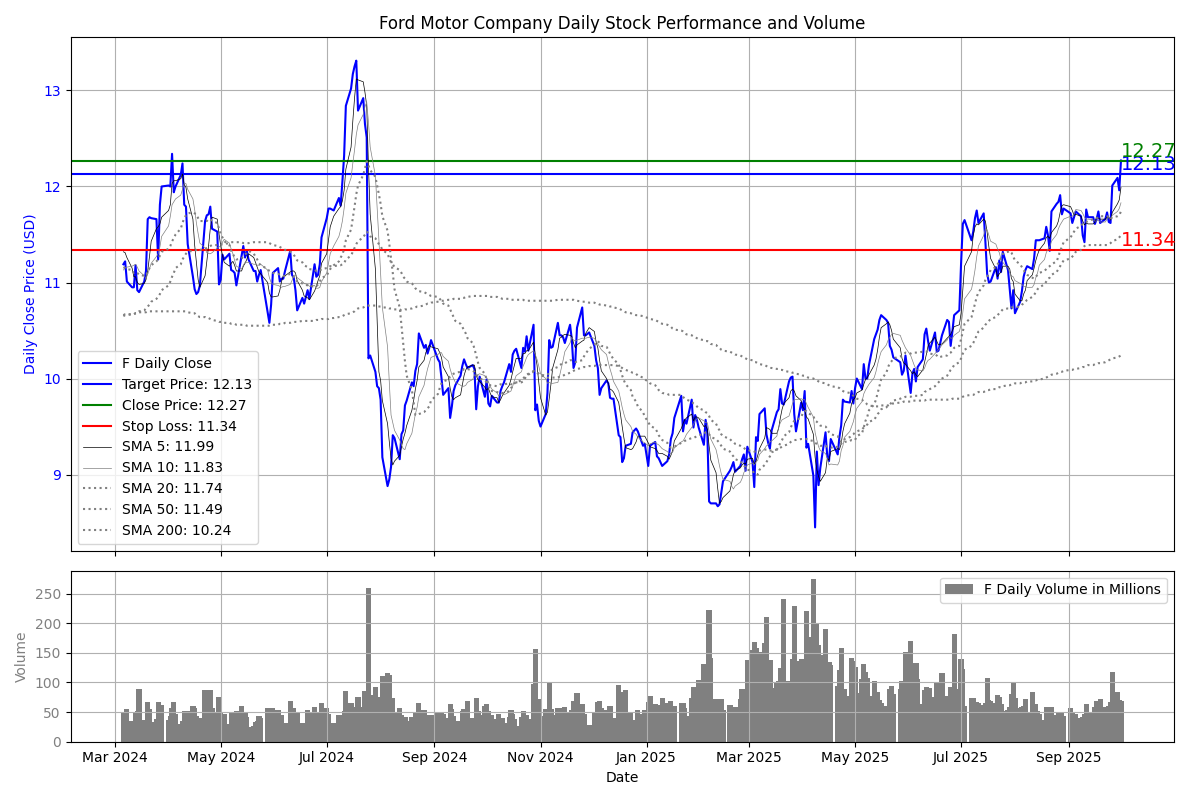 Ford Motor Company Daily Stock Performance and Volume
Daily Close Price (USD)
13
12
11
10
9
12.27
12.13
11.34
F Daily Close
Target Price: 12.13
Close Price: 12.27
Stop Loss: 11.34
SMA 5: 11.99
SMA 10: 11.83
SMA 20: 11.74
SMA 50: 11.49
SMA 200: 10.24
Volume
250
200
150
100
50
0
F Daily Volume in Millions
Mar 2024 May 2024 Jul 2024 Sep 2024 Nov 2024 Jan 2025 Mar 2025 May 2025 Jul 2025 Sep 2025
Date